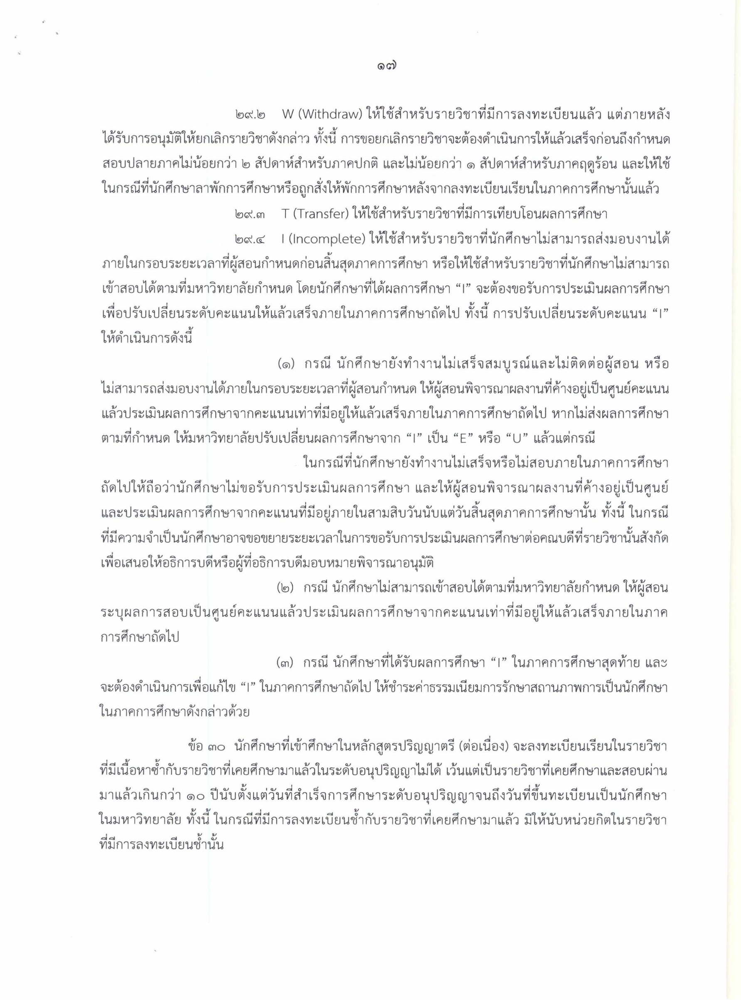 ๑๗
๒๙.๒ W (Withdraw) ให้ใช้สำหรับรายวิชาที่มีการลงทะเบียนแล้ว แต่ภายหลัง
ได้รับการอนุมัติให้ยกเลิกรายวิชาดังกล่าว ทั้งนี้ การขอยกเลิกรายวิชาจะต้องดำเนินการให้แล้วเสร็จก่อนถึงกำหนด
สอบปลายภาคไม่น้อยกว่า ๒ สัปดาห์สำหรับภาคปกติ และไม่น้อยกว่า ๑ สัปดาห์สำหรับภาคฤดูร้อน และให้ใช้
ในกรณีที่นักศึกษาลาพักการศึกษาหรือถูกสั่งให้พักการศึกษาหลังจากลงทะเบียนเรียนในภาคการศึกษานั้นแล้ว
๒๙.๓ T (Transfer) ให้ใช้สำหรับรายวิชาที่มีการเทียบโอนผลการศึกษา
๒๙.๔ I (Incomplete) ให้ใช้สำหรับรายวิชาที่นักศึกษาไม่สามารถส่งมอบงานได้
ภายในกรอบระยะเวลาที่ผู้สอนกำหนดก่อนสิ้นสุดภาคการศึกษา หรือให้ใช้สำหรับรายวิชาที่นักศึกษาไม่สามารถ
เข้าสอบได้ตามที่มหาวิทยาลัยกำหนด โดยนักศึกษาที่ได้ผลการศึกษา “I” จะต้องขอรับการประเมินผลการศึกษา
เพื่อปรับเปลี่ยนระดับคะแนนให้แล้วเสร็จภายในภาคการศึกษาถัดไป ทั้งนี้ การปรับเปลี่ยนระดับคะแนน “I”
ให้ดำเนินการดังนี้
(๑) กรณี นักศึกษายังทำงานไม่เสร็จสมบูรณ์และไม่ติดต่อผู้สอน หรือ
ไม่สามารถส่งมอบงานได้ภายในกรอบระยะเวลาที่ผู้สอนกำหนด ให้ผู้สอนพิจารณาผลงานที่ค้างอยู่เป็นศูนย์คะแนน
แล้วประเมินผลการศึกษาจากคะแนนเท่าที่มีอยู่ให้แล้วเสร็จภายในภาคการศึกษาถัดไป หากไม่ส่งผลการศึกษา
ตามที่กำหนด ให้มหาวิทยาลัยปรับเปลี่ยนผลการศึกษาจาก “I” เป็น “E” หรือ “U” แล้วแต่กรณี
ในกรณีที่นักศึกษายังทำงานไม่เสร็จหรือไม่สอบภายในภาคการศึกษา
ถัดไปให้ถือว่านักศึกษาไม่ขอรับการประเมินผลการศึกษา และให้ผู้สอนพิจารณาผลงานที่ค้างอยู่เป็นศูนย์
และประเมินผลการศึกษาจากคะแนนที่มีอยู่ภายในสามสิบวันนับแต่วันสิ้นสุดภาคการศึกษานั้น ทั้งนี้ ในกรณี
ที่มีความจำเป็นนักศึกษาอาจขอขยายระยะเวลาในการขอรับการประเมินผลการศึกษาต่อคณบดีที่รายวิชานั้นสังกัด
เพื่อเสนอให้อธิการบดีหรือผู้ที่อธิการบดีมอบหมายพิจารณาอนุมัติ
(๒) กรณี นักศึกษาไม่สามารถเข้าสอบได้ตามที่มหาวิทยาลัยกำหนด ให้ผู้สอน
ระบุผลการสอบเป็นศูนย์คะแนนแล้วประเมินผลการศึกษาจากคะแนนเท่าที่มีอยู่ให้แล้วเสร็จภายในภาค
การศึกษาถัดไป
(๓) กรณี นักศึกษาที่ได้รับผลการศึกษา “I” ในภาคการศึกษาสุดท้าย และ
จะต้องดำเนินการเพื่อแก้ไข “I” ในภาคการศึกษาถัดไป ให้ชำระค่าธรรมเนียมการรักษาสถานภาพการเป็นนักศึกษา
ในภาคการศึกษาดังกล่าวด้วย
ข้อ ๓๐ นักศึกษาที่เข้าศึกษาในหลักสูตรปริญญาตรี (ต่อเนื่อง) จะลงทะเบียนเรียนในรายวิชา
ที่มีเนื้อหาซ้ำกับรายวิชาที่เคยศึกษามาแล้วในระดับอนุปริญญาไม่ได้ เว้นแต่เป็นรายวิชาที่เคยศึกษาและสอบผ่าน
มาแล้วเกินกว่า ๑๐ ปีนับตั้งแต่วันที่สำเร็จการศึกษาระดับอนุปริญญาจนถึงวันที่ขึ้นทะเบียนเป็นนักศึกษา
ในมหาวิทยาลัย ทั้งนี้ ในกรณีที่มีการลงทะเบียนซ้ำกับรายวิชาที่เคยศึกษามาแล้ว มิให้นับหน่วยกิตในรายวิชา
ที่มีการลงทะเบียนซ้ำนั้น